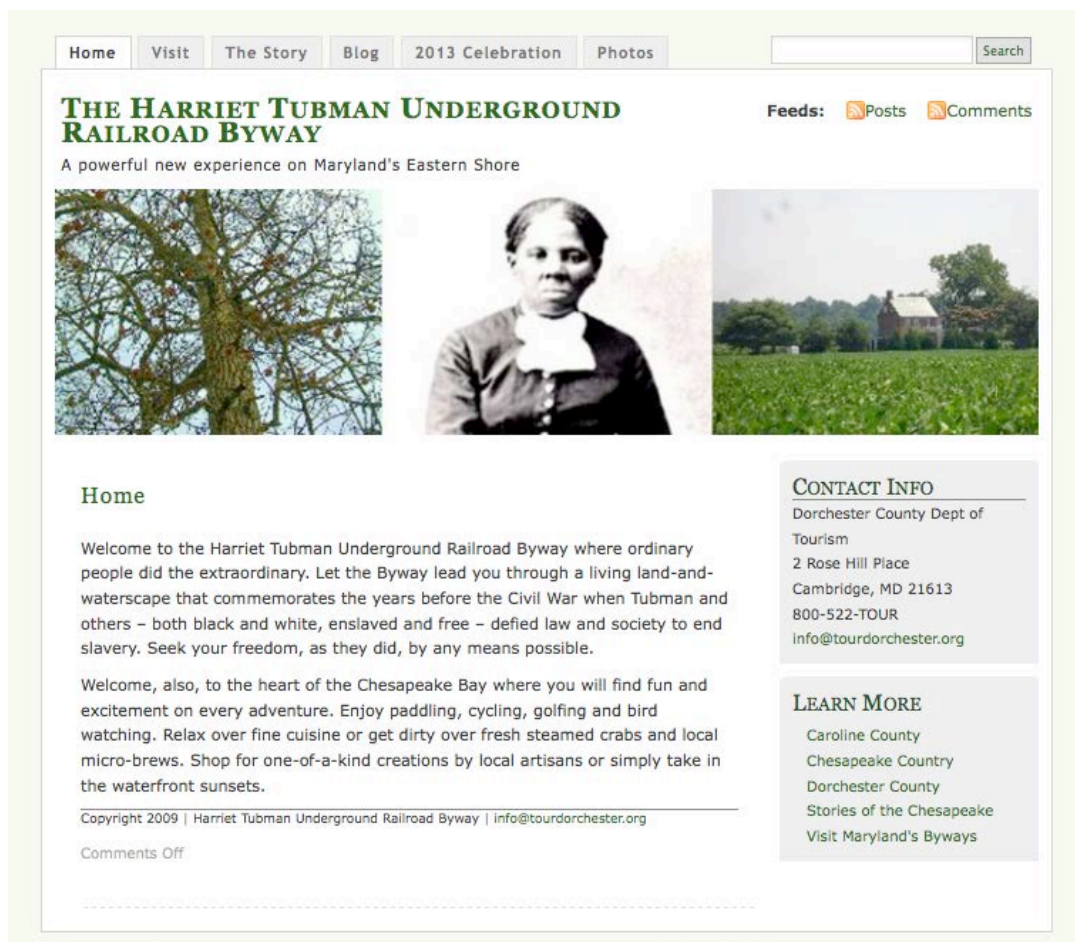 Home Visit The Story Blog 2013 Celebration Photos Search
THE HARRIET TUBMAN UNDERGROUND
RAILROAD BYWAY
Feeds: Posts Comments
A powerful new experience on Maryland's Eastern Shore
Home
Welcome to the Harriet Tubman Underground Railroad Byway where ordinary
people did the extraordinary. Let the Byway lead you through a living land-and-
waterscape that commemorates the years before the Civil War when Tubman and
others – both black and white, enslaved and free – defied law and society to end
slavery. Seek your freedom, as they did, by any means possible.
Welcome, also, to the heart of the Chesapeake Bay where you will find fun and
excitement on every adventure. Enjoy paddling, cycling, golfing and bird
watching. Relax over fine cuisine or get dirty over fresh steamed crabs and local
micro-brews. Shop for one-of-a-kind creations by local artisans or simply take in
the waterfront sunsets.
Copyright 2009 | Harriet Tubman Underground Railroad Byway | info@tourdorchester.org
Comments Off
CONTACT INFO
Dorchester County Dept of
Tourism
2 Rose Hill Place
Cambridge, MD 21613
800-522-TOUR
info@tourdorchester.org
LEARN MORE
Caroline County
Chesapeake Country
Dorchester County
Stories of the Chesapeake
Visit Maryland's Byways